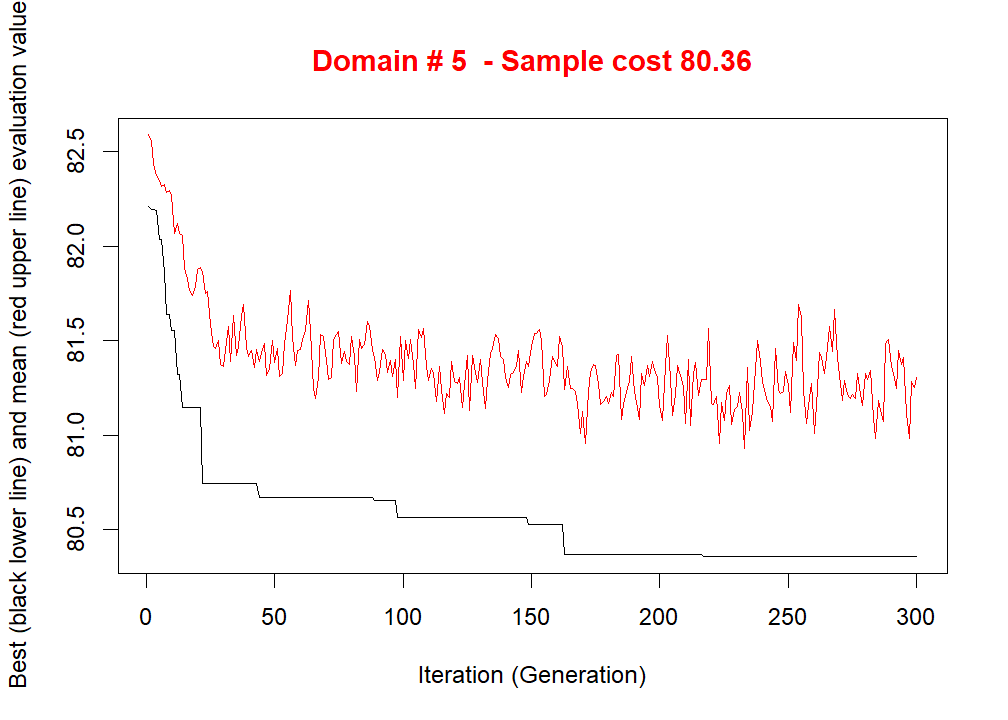 Domain # 5  - Sample cost 80.36
Best (black lower line) and mean (red upper line) evaluation value
82.5
82.0
81.5
81.0
80.5
0 50 100 150 200 250 300
Iteration (Generation)